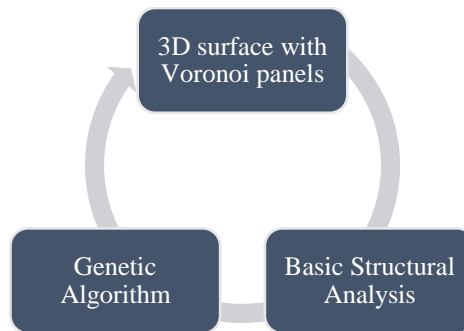 3D surface with
Voronoi panels
Basic Structural
Analysis
Genetic
Algorithm